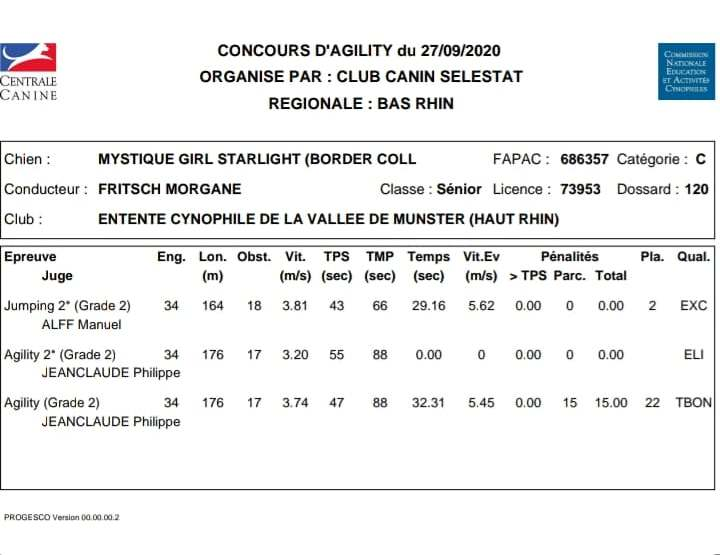 CONCOURS D'AGILITY du 27/09/2020
ORGANISE PAR : CLUB CANIN SELESTAT
REGIONALE : BAS RHIN
CENTRALE
CANINE
COMMISSION
NATIONALE
EDUCATION
ET ACTIVITÉS
CYNOPHILES
Chien : MYSTIQUE GIRL STARLIGHT (BORDER COLL FAPAC : 686357 Catégorie : C
Conducteur : FRITSCH MORGANE Classe : Sénior Licence : 73953 Dossard : 120
Club : ENTENTE CYNOPHILE DE LA VALLEE DE MUNSTER (HAUT RHIN)
Epreuve Eng. Lon. Obst. Vit. TPS TMP Temps Vit.Ev Pénalités Pla. Qual.
Juge (m) (m/s) (sec) (sec) (sec) (m/s) > TPS Parc. Total
Jumping 2* (Grade 2) 34 164 18 3.81 43 66 29.16 5.62 0.00 0 0.00 2 EXC
ALFF Manuel
Agility 2* (Grade 2) 34 176 17 3.20 55 88 0.00 0 0.00 0 0.00 ELI
JEANCLAUDE Philippe
Agility (Grade 2) 34 176 17 3.74 47 88 32.31 5.45 0.00 15 15.00 22 TBON
JEANCLAUDE Philippe
PROGESCO Version 00.00.00.2